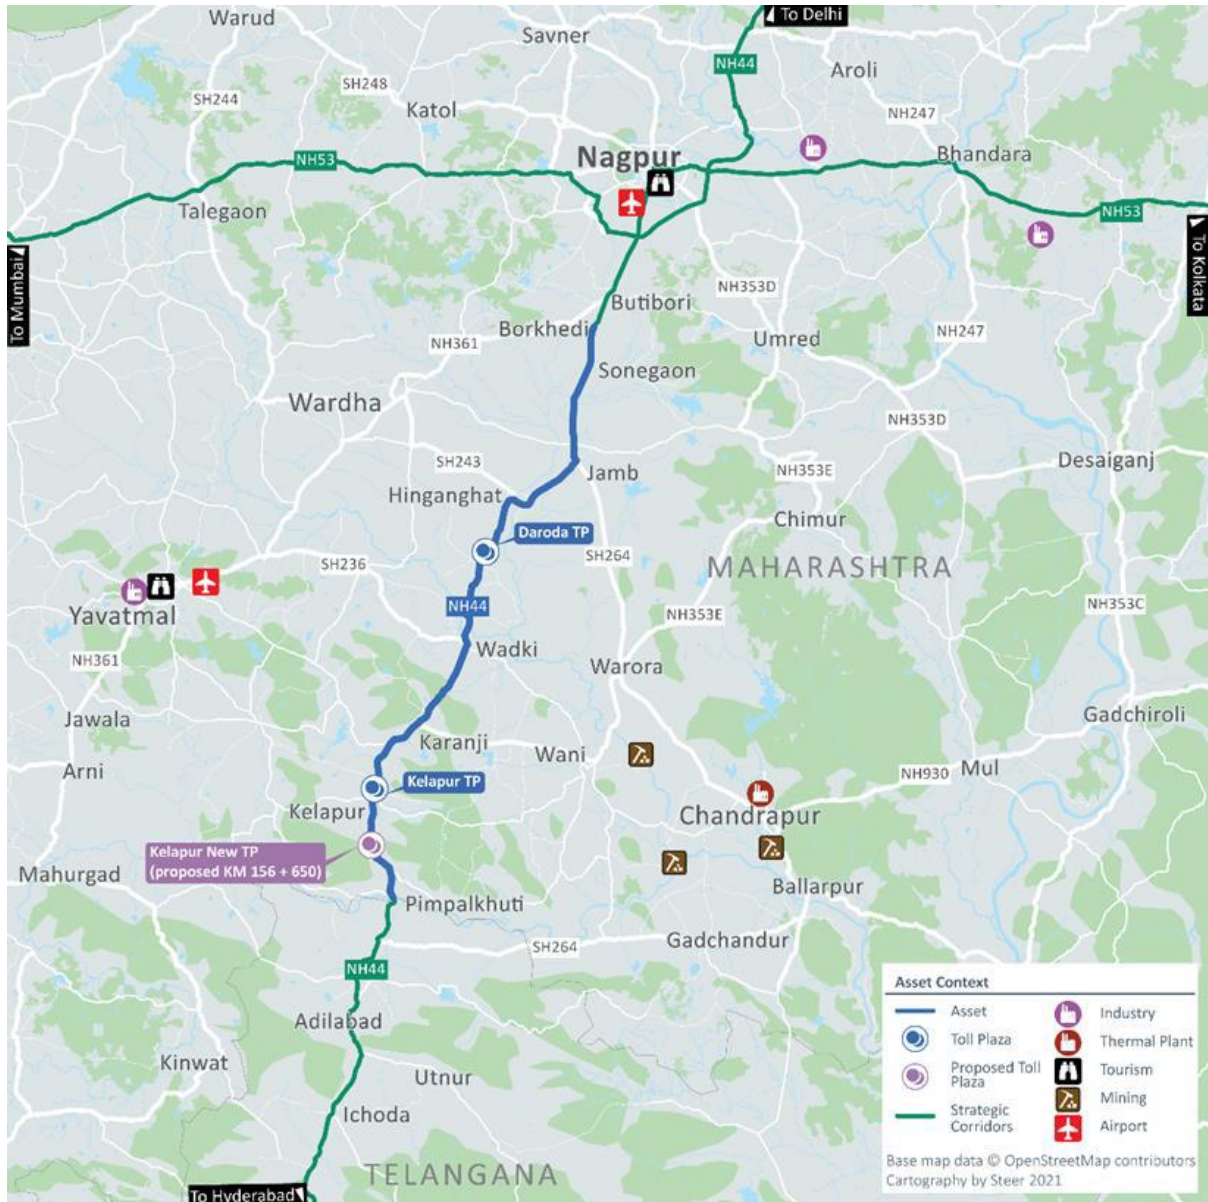 To Delhi
Warud
Savner
NH44
Aroli
SH248
SH244
Katol
NH247
Nagpur
Bhandara
NH53
Talegaon
NH53
To Mumbai
To Kolkata
NH353D
Butibori
Borkhedi
NH361
NH247
Umred
Sonegaon
Wardha
NH353D
SH243
Jamb
NH353E
Desaiganj
Hinganghat
Chimur
Daroda TP
SH264
SH236
MAHARASHTRA
NH44
NH353C
Yavatmal
NH353E
Wadki
NH361
Warora
Jawala
Gadchiroli
Karanji
Wani
Arni
Mul
NH930
Kelapur TP
Kelapur
Chandrapur
Kelapur New TP
(proposed KM 156 + 650)
Mahurgad
Ballarpur
Pimpalkhuti
SH264
Gadchandur
NH44
Adilabad
Kinwat
Utnur
Ichoda
TELANGANA
To Hyderabad
Asset Context
Asset
Toll Plaza
Proposed Toll
Plaza
Strategic
Corridors
Industry
Thermal Plant
Tourism
Mining
Airport
Base map data © OpenStreetMap contributors
Cartography by Steer 2021